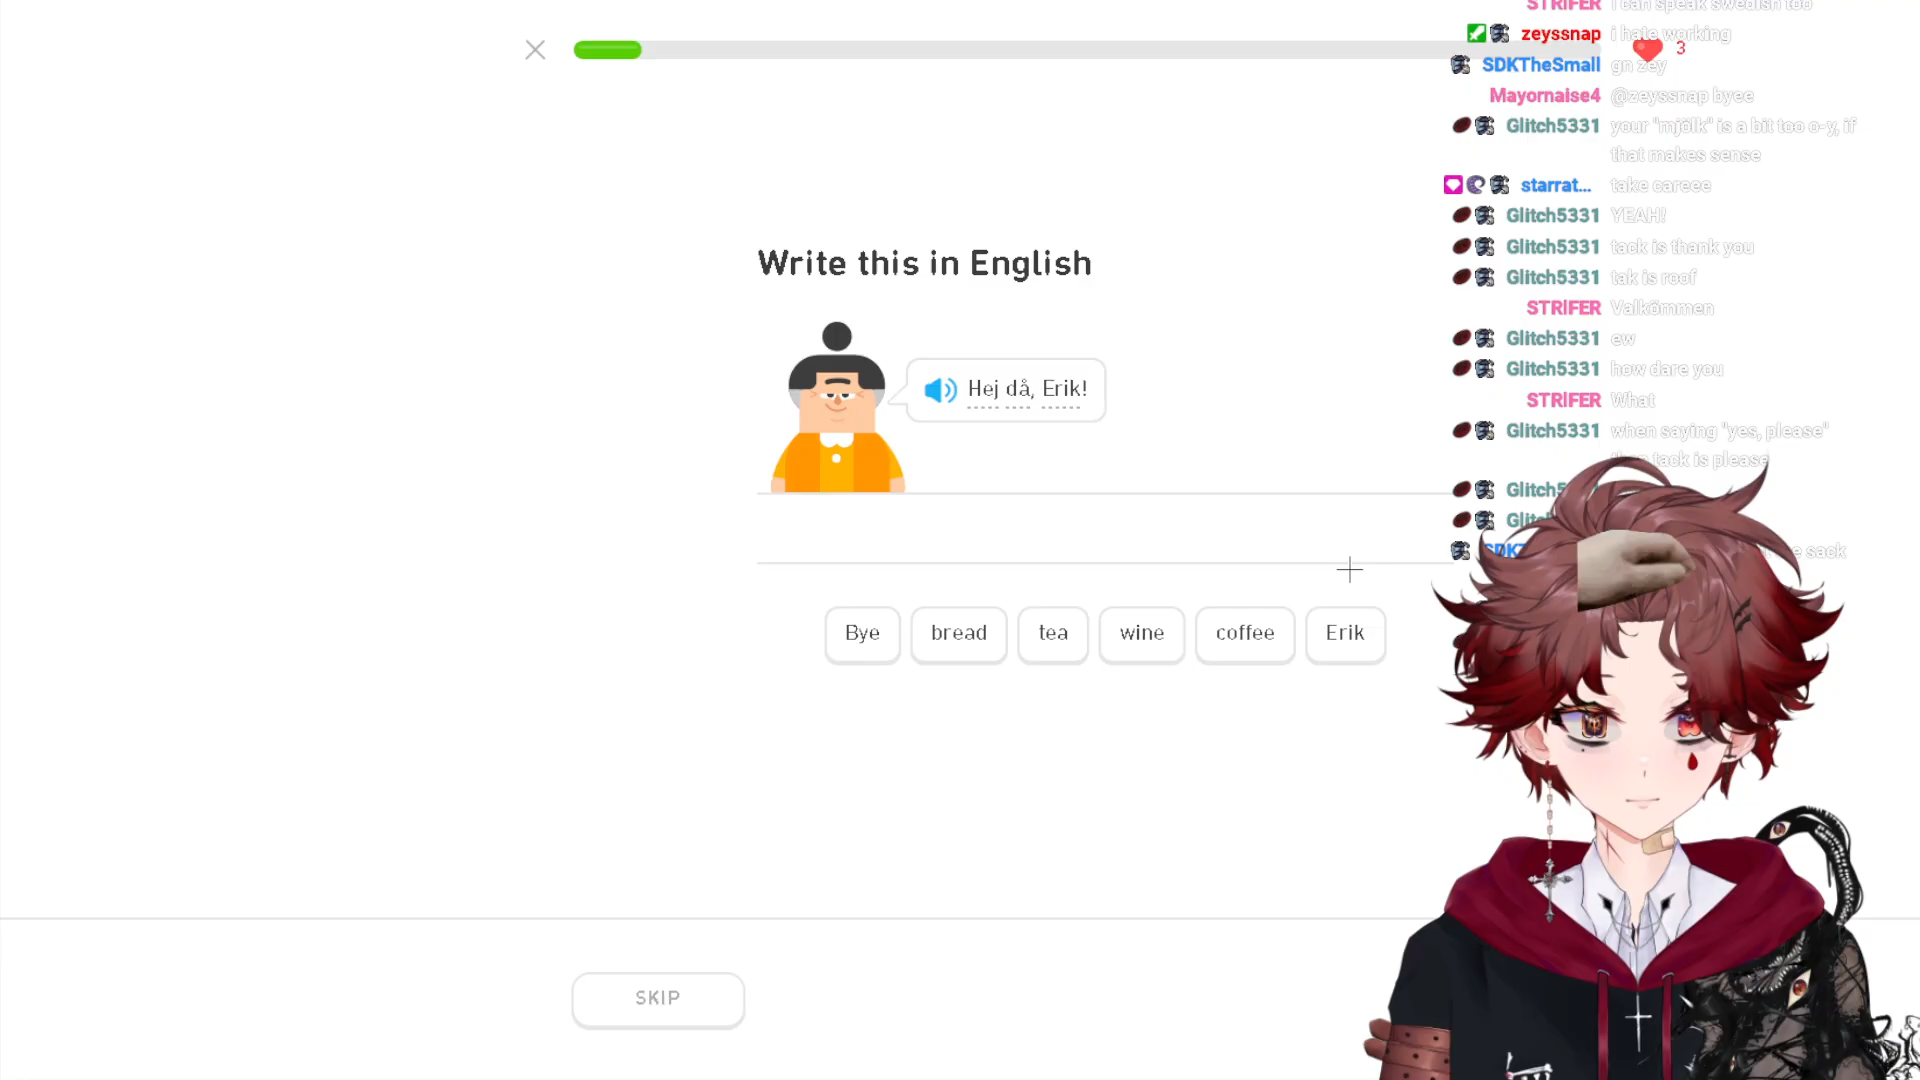 STRIFER i can speak swedish too
zeyssnap i hate working
3
SDKTheSmall gn zey
Mayornaise4 @zeyssnap byee
Glitch5331 your "mjölk" is a bit too o-y, if
that makes sense
starrat... take careee
Glitch5331 YEAH!
Glitch5331 tack is thank you
Glitch5331 tak is roof
STRIFER Valkömmen
Glitch5331 ew
Glitch5331 how dare you
STRIFER What
Glitch5331 when saying "yes, please"
tack is please
sack
Write this in English
Hej då, Erik!
Bye bread tea wine coffee Erik
SKIP